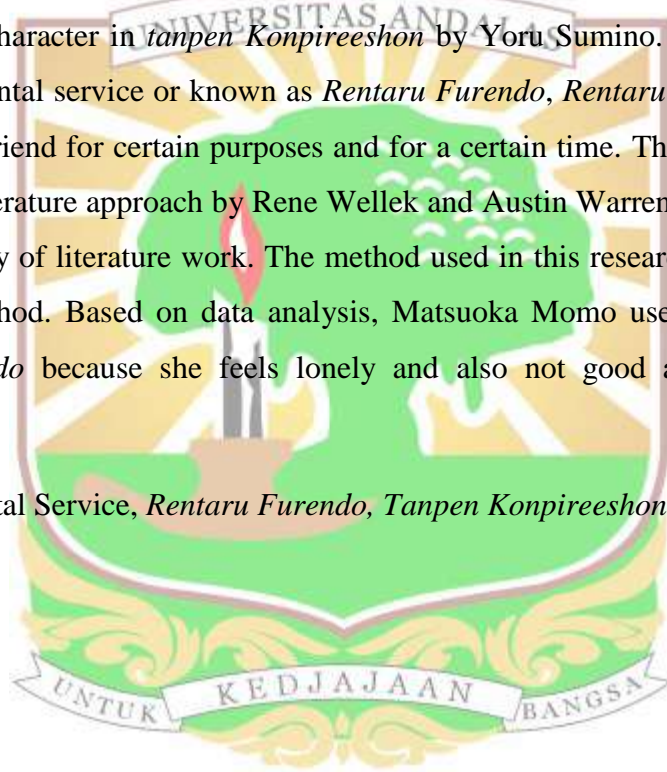 UNIVERSITAS ANDALAS
haracter in tanpen Konpireeshon by Yoru Sumino.
ntal service or known as Rentaru Furendo, Rentaru
riend for certain purposes and for a certain time. Th
erature approach by Rene Wellek and Austin Warren
y of literature work. The method used in this resear
hod. Based on data analysis, Matsuoka Momo use
do because she feels lonely and also not good a
tal Service, Rentaru Furendo, Tanpen Konpireeshon
UNTUK KEDJAJAAN BANGSA